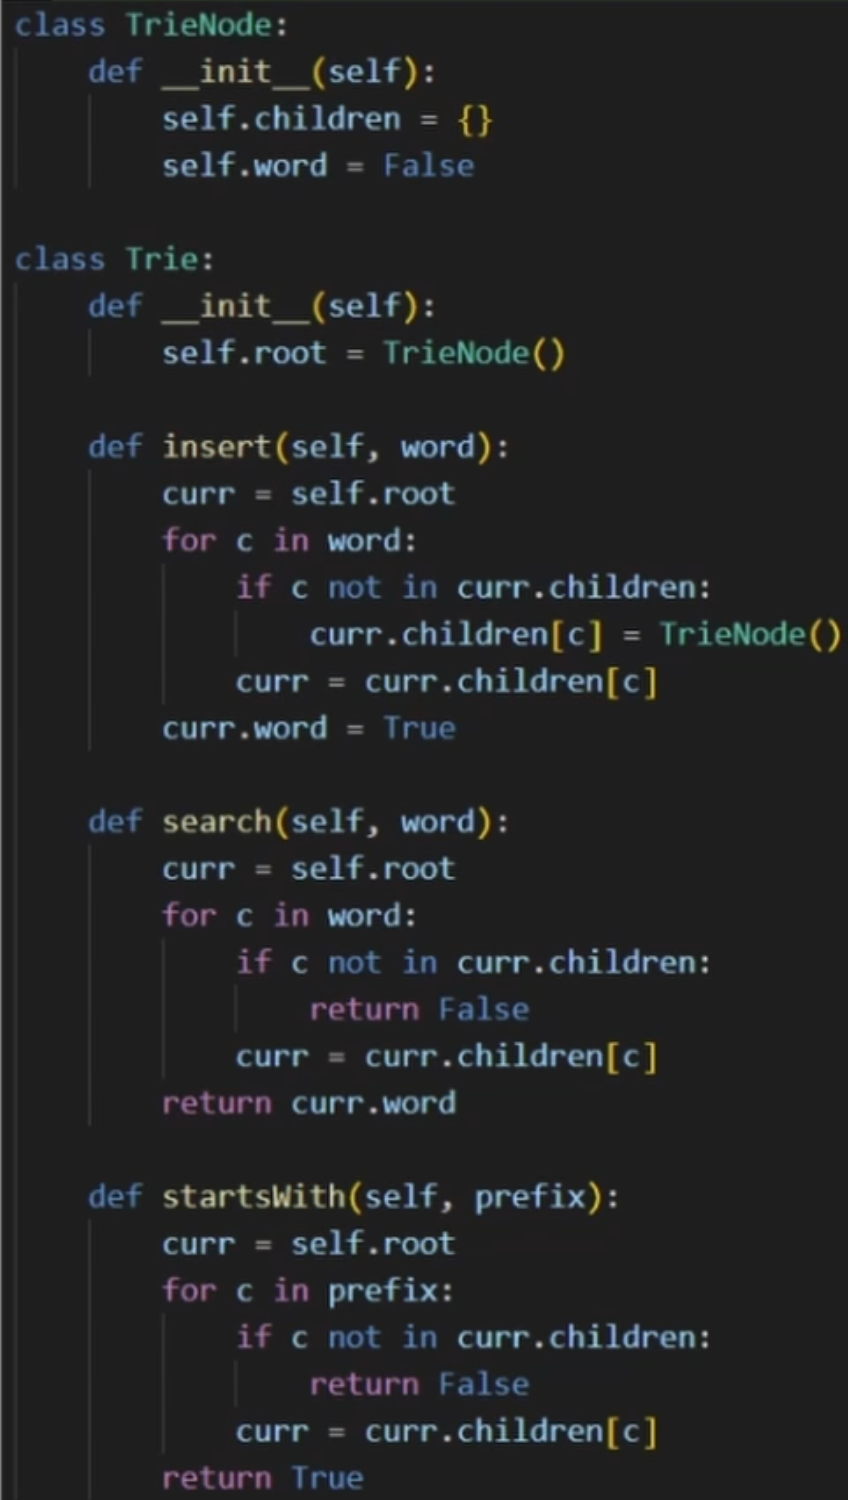 class TrieNode:
    def __init__(self):
        self.children = {}
        self.word = False

class Trie:
    def __init__(self):
        self.root = TrieNode()

    def insert(self, word):
        curr = self.root
        for c in word:
            if c not in curr.children:
                curr.children[c] = TrieNode()
            curr = curr.children[c]
        curr.word = True

    def search(self, word):
        curr = self.root
        for c in word:
            if c not in curr.children:
                return False
            curr = curr.children[c]
        return curr.word

    def startsWith(self, prefix):
        curr = self.root
        for c in prefix:
            if c not in curr.children:
                return False
            curr = curr.children[c]
        return True